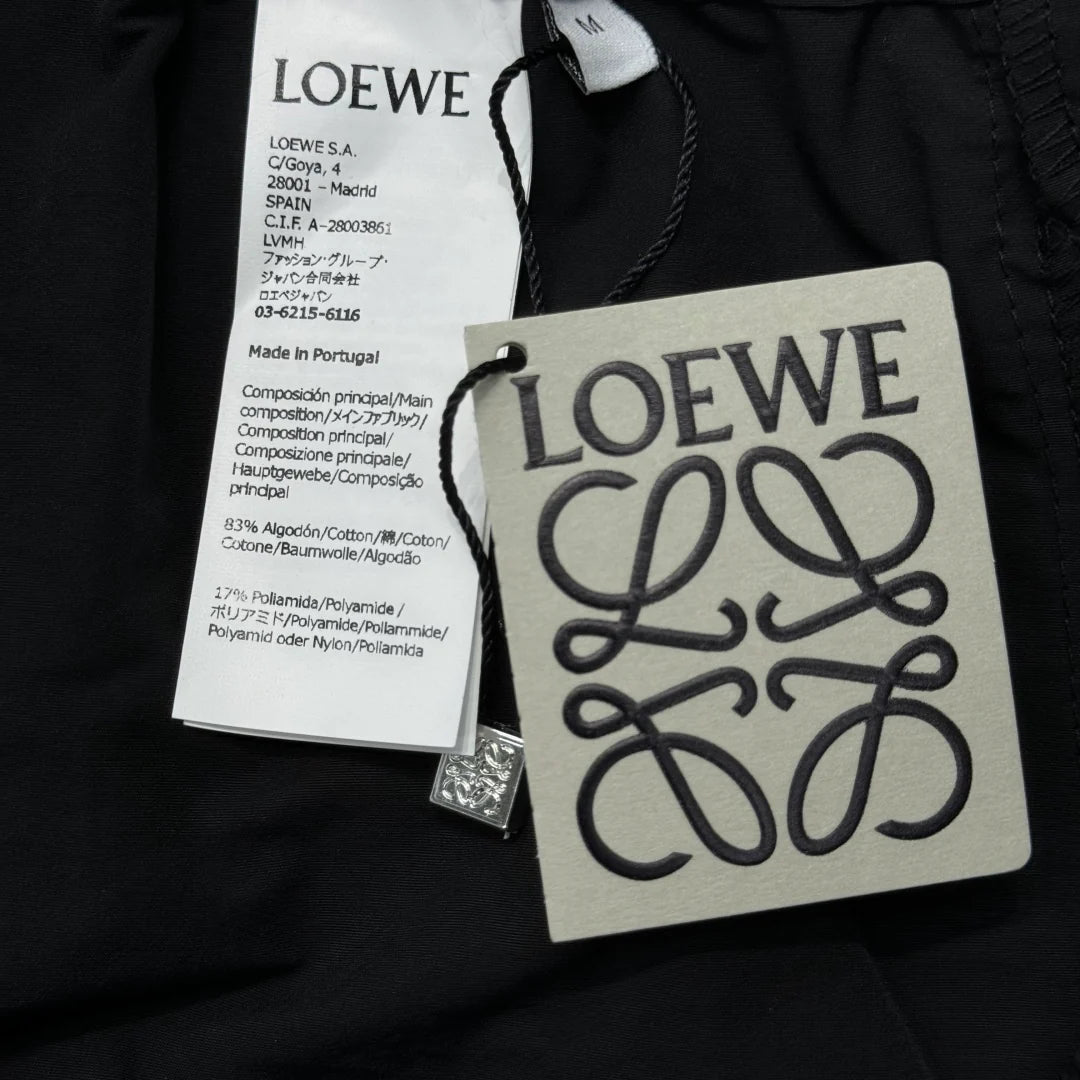 LOEWE
LOEWE S.A.
C/Goya, 4
28001 - Madrid
SPAIN
C.I.F. A-28003861
LVMH
ファッション・グループ・
ジャパン合同会社
ロエベジャパン
03-6215-6116
Made in Portugal
Composición principal/Main
composition/メインファブリック/
Composition principal/
Composizione principale/
Hauptgewebe/Composição
principal
83% Algodón/Cotton/綿/Coton/
Cotone/Baumwolle/Algodão
17% Poliamida/Polyamide/
ポリアミド/Polyamide/Poliammide/
Polyamid oder Nylon/Poliamida
M
LOEWE